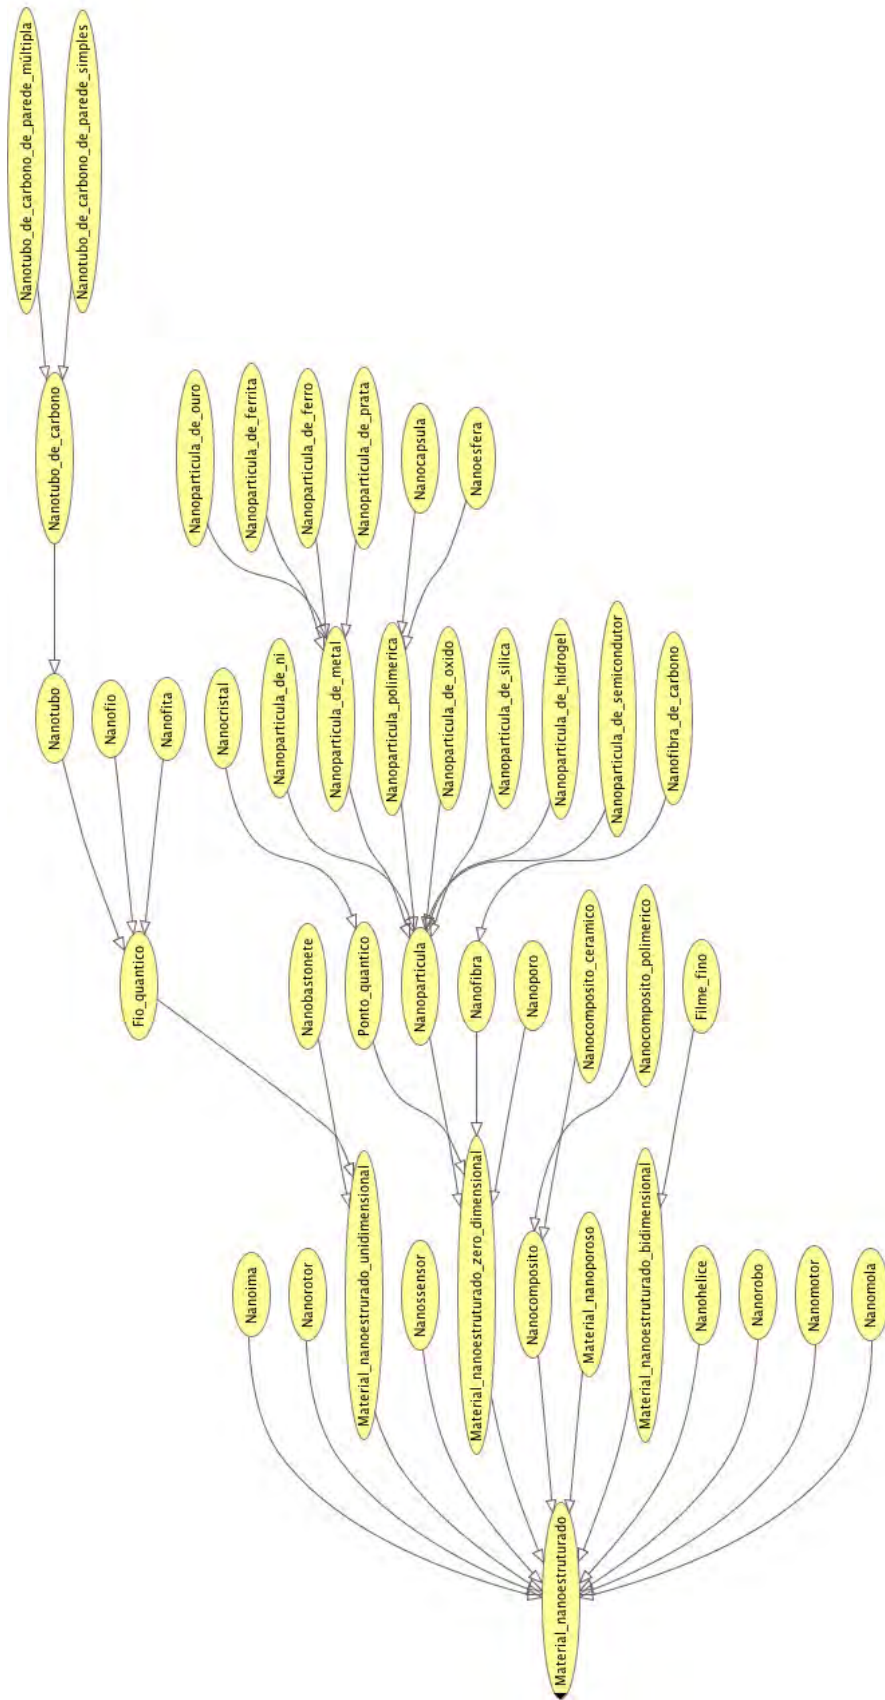 Nanotubo_de_carbono_de_parede_múltipla
Nanotubo_de_carbono_de_parede_simples
Nanotubo_de_carbono
Nanoparticula_de_ouro
Nanoparticula_de_ferrita
Nanoparticula_de_ferro
Nanoparticula_de_prata
Nanocapsula
Nanoesfera
Nanotubo
Nanofio
Nanofita
Nanocristal
Nanoparticula_de_ni
Nanoparticula_de_metal
Nanoparticula_polimerica
Nanoparticula_de_oxido
Nanoparticula_de_silica
Nanoparticula_de_hidrogel
Nanoparticula_de_semicondutor
Nanofibra_de_carbono
Fio_quantico
Nanobastonete
Ponto_quantico
Nanoparticula
Nanofibra
Nanoporo
Nanocomposito_ceramico
Nanocomposito_polimerico
Filme_fino
Nanoima
Nanorotor
Material_nanoestrurado_unidimensional
Nanossensor
Material_nanoestruturado_zero_dimensional
Nanocomposito
Material_nanoporoso
Material_nanoestruturado_bidimensional
Nanohelice
Nanorobo
Nanomotor
Nanomola
Material_nanoestruturado